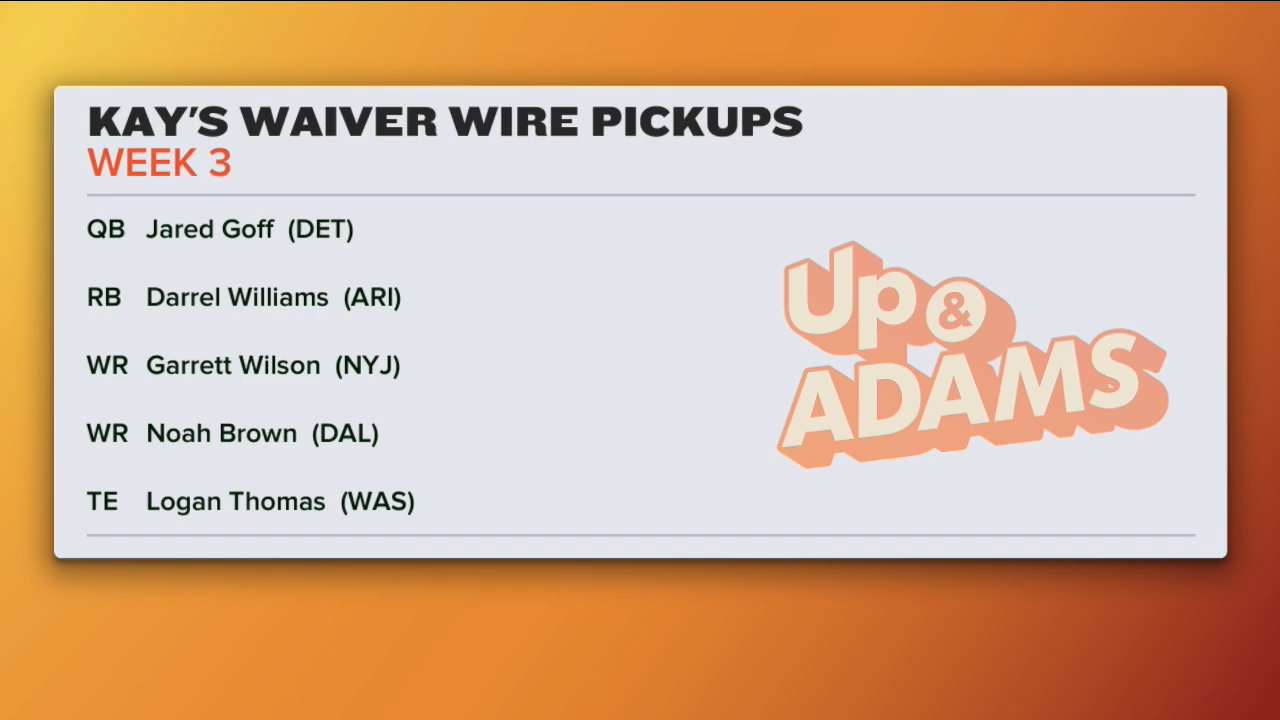 KAY'S WAIVER WIRE PICKUPS
WEEK 3
QB Jared Goff (DET)
RB Darrel Williams (ARI)
WR Garrett Wilson (NYJ)
WR Noah Brown (DAL)
TE Logan Thomas (WAS)
Up &
ADAMS